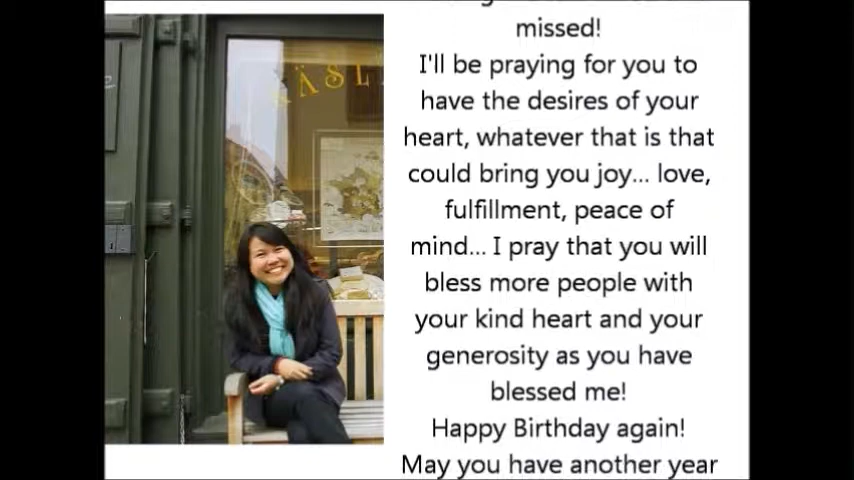 KÄSL
missed!
I'll be praying for you to
have the desires of your
heart, whatever that is that
could bring you joy... love,
fulfillment, peace of
mind... I pray that you will
bless more people with
your kind heart and your
generosity as you have
blessed me!
Happy Birthday again!
May you have another year